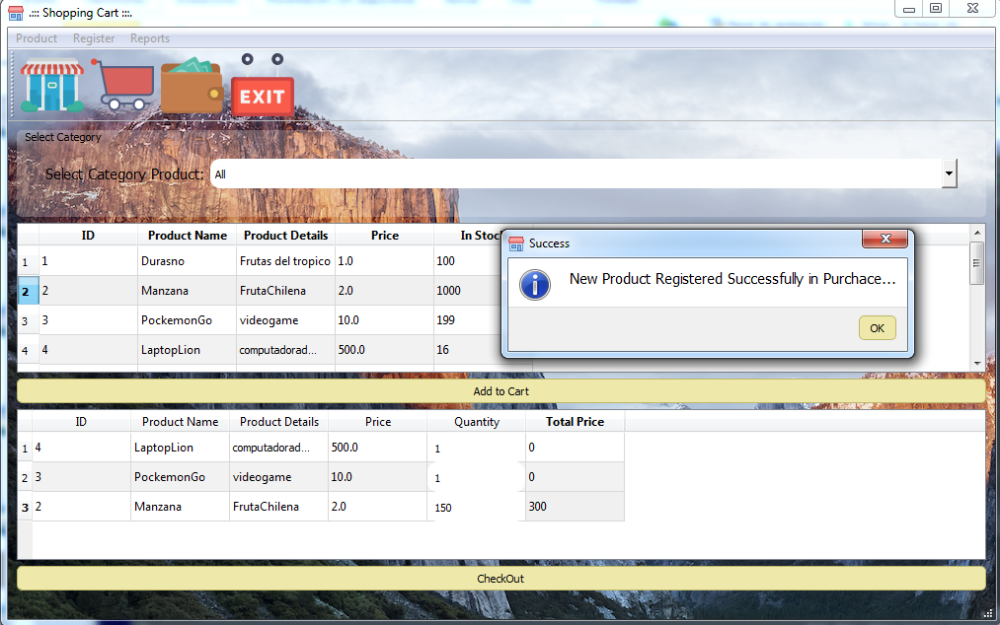 .::: Shopping Cart :::.
Product Register Reports
EXIT
Select Category
Select Category Product: All
ID Product Name Product Details Price In Stock
1 1 Durasno Frutas del tropico 1.0 100
2 2 Manzana FrutaChilena 2.0 1000
3 3 PockemonGo videogame 10.0 199
4 4 LaptopLion computadorad... 500.0 16
Success
New Product Registered Successfully in Purchace...
OK
Add to Cart
ID Product Name Product Details Price Quantity Total Price
1 4 LaptopLion computadorad... 500.0 1 0
2 3 PockemonGo videogame 10.0 1 0
3 2 Manzana FrutaChilena 2.0 150 300
CheckOut